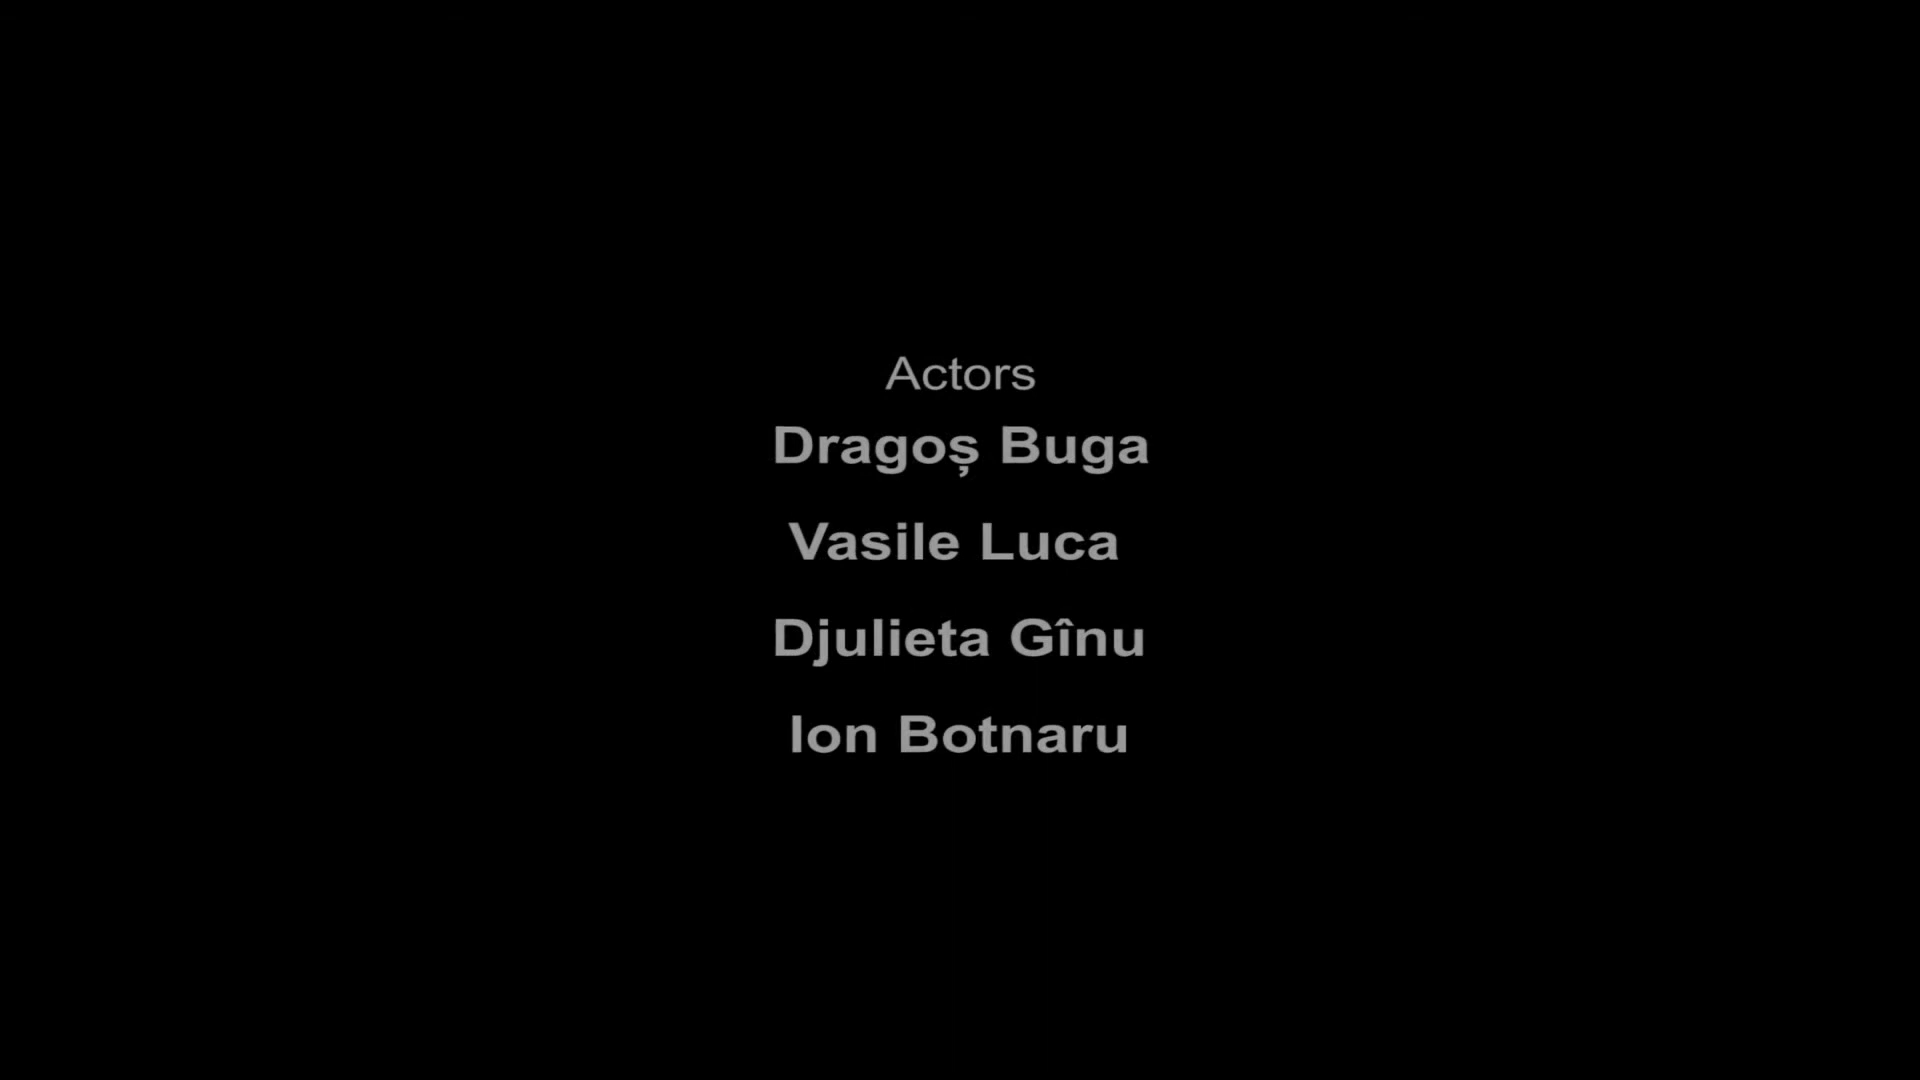 Actors
Dragoș Buga
Vasile Luca
Djulieta Gînu
Ion Botnaru